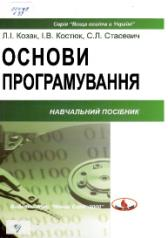 Серія "Вища освіта в Україні"
Л.І. Козак, І.В. Костюк, С.Л. Стасевич
ОСНОВИ
ПРОГРАМУВАННЯ
НАВЧАЛЬНИЙ ПОСІБНИК